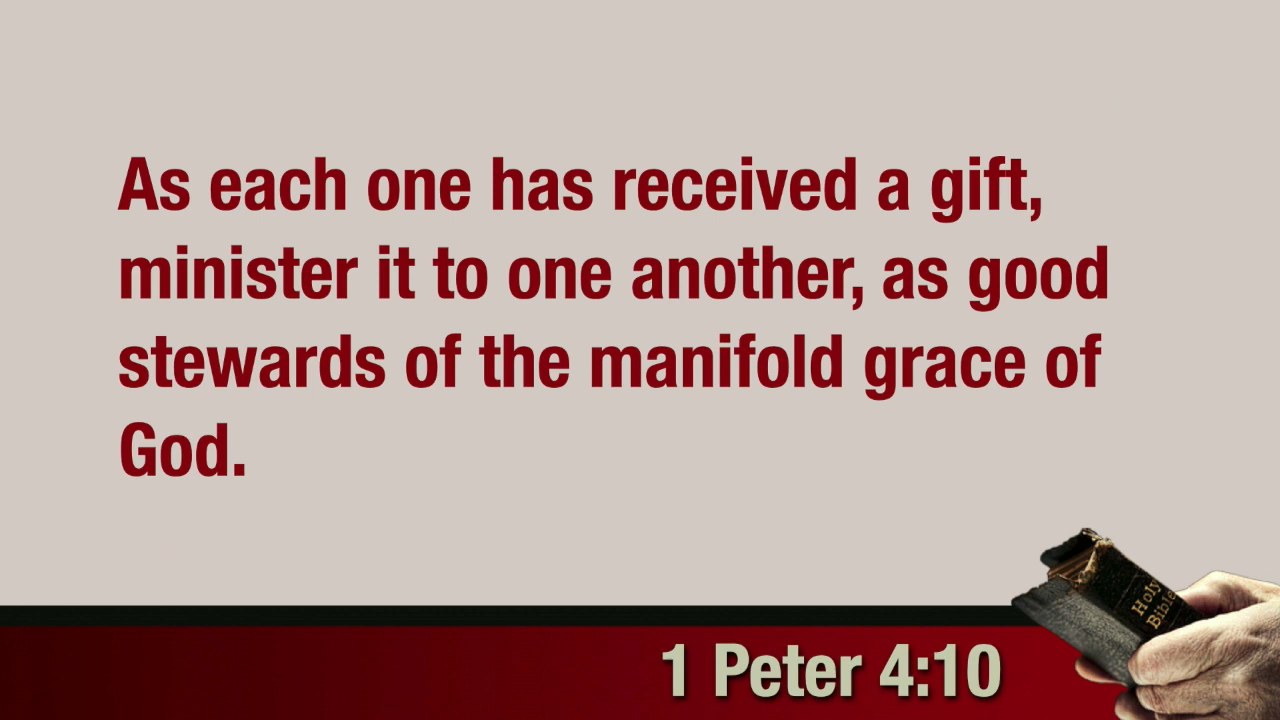 As each one has received a gift,
minister it to one another, as good
stewards of the manifold grace of
God.
Holy
Bible
1 Peter 4:10